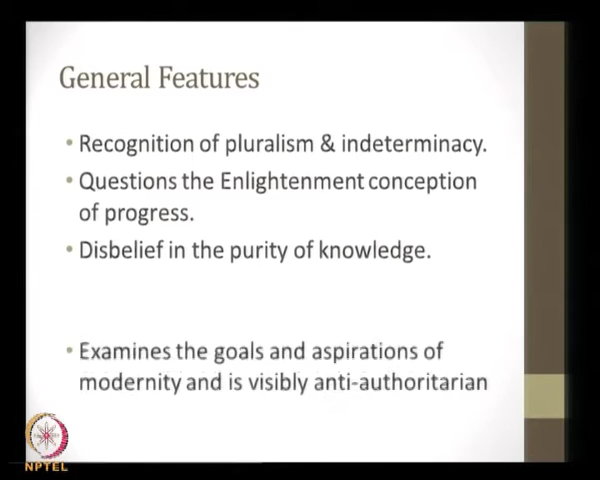 General Features
• Recognition of pluralism & indeterminacy.
• Questions the Enlightenment conception
of progress.
• Disbelief in the purity of knowledge.
• Examines the goals and aspirations of
modernity and is visibly anti-authoritarian
NPTEL